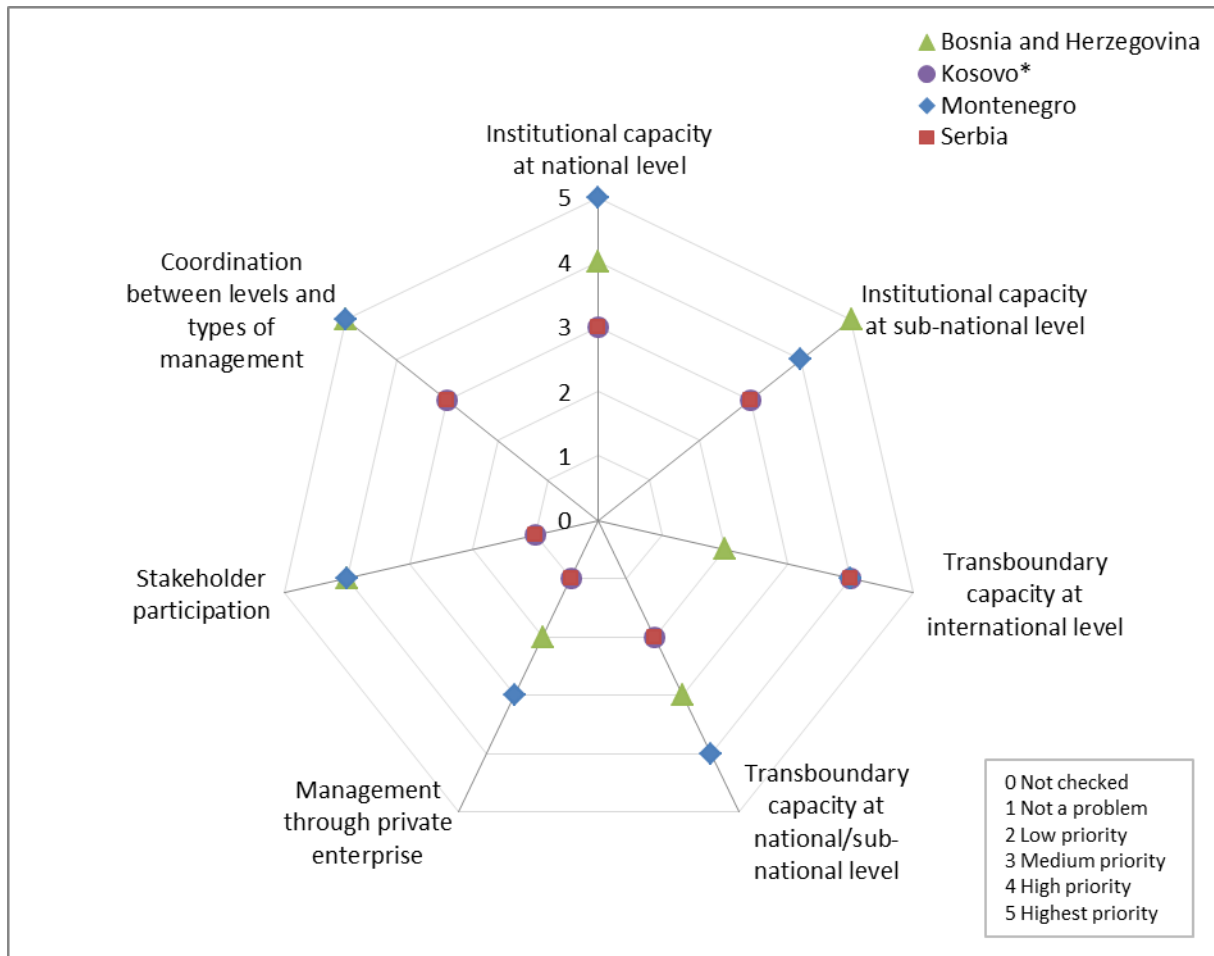 Bosnia and Herzegovina
Kosovo*
Montenegro
Serbia
Institutional capacity
at national level
5
4
3
2
1
0
Institutional capacity
at sub-national level
Transboundary
capacity at
international level
Transboundary
capacity at
national/sub-
national level
Management
through private
enterprise
Stakeholder
participation
Coordination
between levels and
types of
management
0 Not checked
1 Not a problem
2 Low priority
3 Medium priority
4 High priority
5 Highest priority